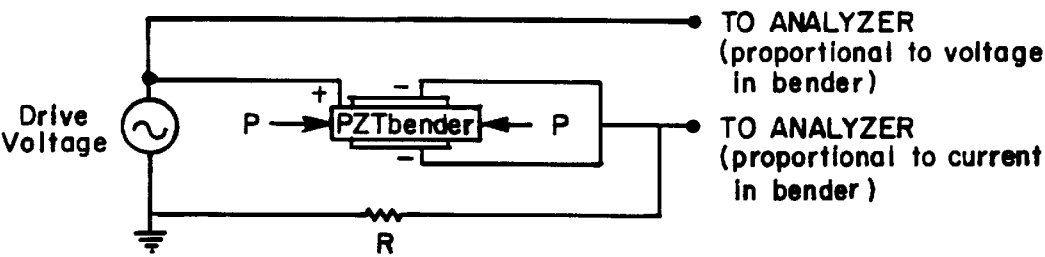 TO ANALYZER
(proportional to voltage
in bender)
+
−
Drive
Voltage
P
PZTbender
P
TO ANALYZER
(proportional to current
in bender)
−
R